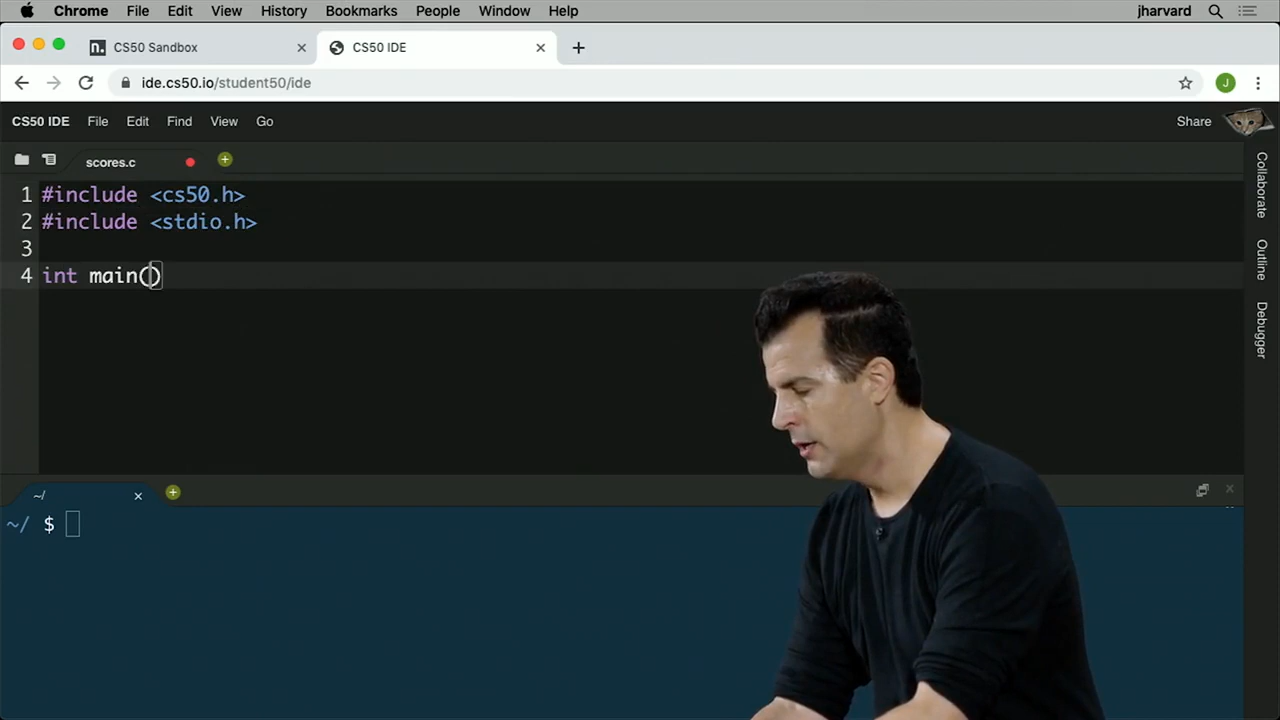 Chrome File Edit View History Bookmarks People Window Help jharvard
n. CS50 Sandbox CS50 IDE
ide.cs50.io/student50/ide J
CS50 IDE File Edit Find View Go Share
scores.c
Collaborate
Outline
Debugger
1 #include <cs50.h>
2 #include <stdio.h>
3
4 int main()
~/
~/ $